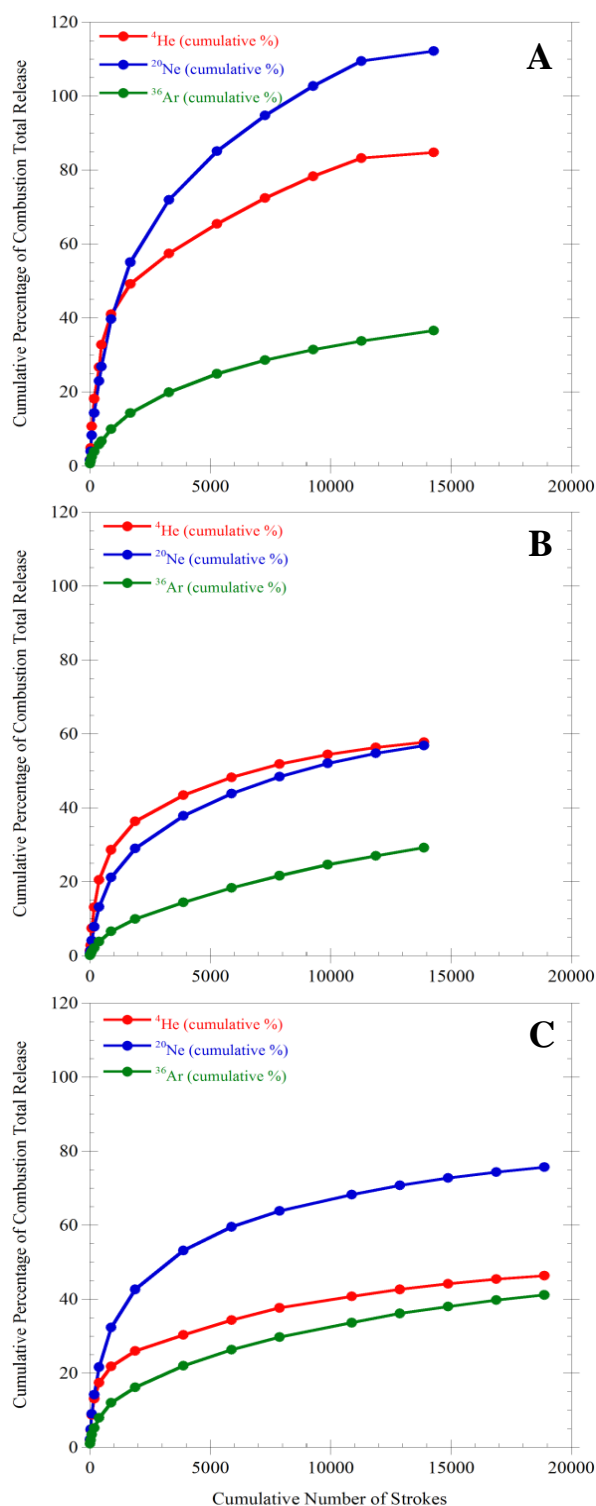 120
100
80
60
40
20
0
Cumulative Percentage of Combustion Total Release
⁴He (cumulative %)
²⁰Ne (cumulative %)
³⁶Ar (cumulative %)
A
0 5000 10000 15000 20000
120
100
80
60
40
20
0
Cumulative Percentage of Combustion Total Release
⁴He (cumulative %)
²⁰Ne (cumulative %)
³⁶Ar (cumulative %)
B
0 5000 10000 15000 20000
120
100
80
60
40
20
0
Cumulative Percentage of Combustion Total Release
⁴He (cumulative %)
²⁰Ne (cumulative %)
³⁶Ar (cumulative %)
C
0 5000 10000 15000 20000
Cumulative Number of Strokes